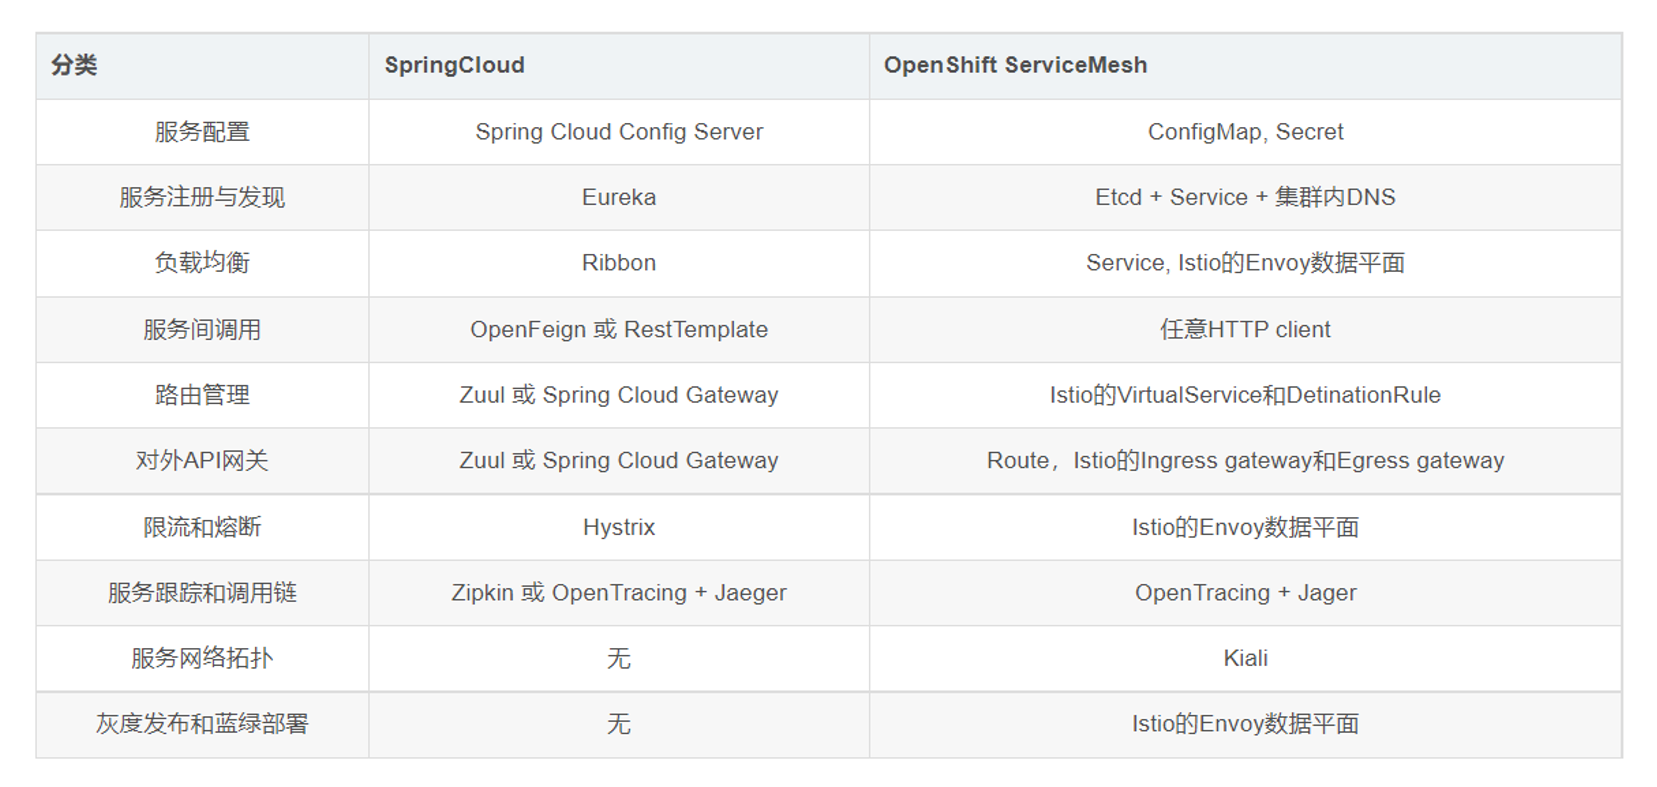 分类 SpringCloud OpenShift ServiceMesh
服务配置 Spring Cloud Config Server ConfigMap, Secret
服务注册与发现 Eureka Etcd + Service + 集群内DNS
负载均衡 Ribbon Service, Istio的Envoy数据平面
服务间调用 OpenFeign 或 RestTemplate 任意HTTP client
路由管理 Zuul 或 Spring Cloud Gateway Istio的VirtualService和DetinationRule
对外API网关 Zuul 或 Spring Cloud Gateway Route，Istio的Ingress gateway和Egress gateway
限流和熔断 Hystrix Istio的Envoy数据平面
服务跟踪和调用链 Zipkin 或 OpenTracing + Jaeger OpenTracing + Jager
服务网络拓扑 无 Kiali
灰度发布和蓝绿部署 无 Istio的Envoy数据平面